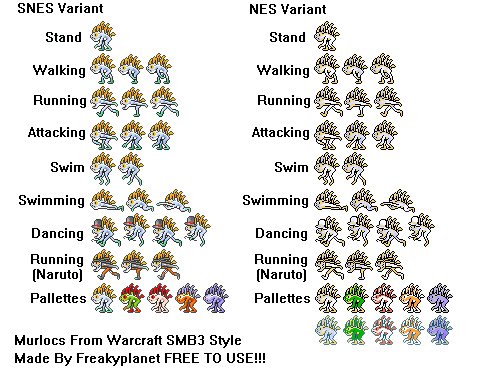 SNES Variant
NES Variant
Stand
Stand
Walking
Walking
Running
Running
Attacking
Attacking
Swim
Swim
Swimming
Swimming
Dancing
Dancing
Running
(Naruto)
Running
(Naruto)
Pallettes
Pallettes
Murlocs From Warcraft SMB3 Style
Made By Freakyplanet FREE TO USE!!!